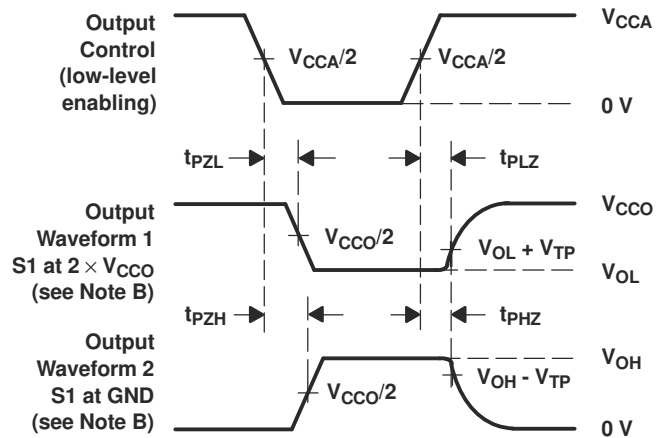 Output
Control
(low-level
enabling)
V_CCA/2
V_CCA/2
V_CCA
0 V
t_PZL
t_PLZ
Output
Waveform 1
S1 at 2 × V_CCO
(see Note B)
V_CCO/2
V_CCO
V_OL + V_TP
V_OL
t_PZH
t_PHZ
Output
Waveform 2
S1 at GND
(see Note B)
V_CCO/2
V_OH
V_OH - V_TP
0 V